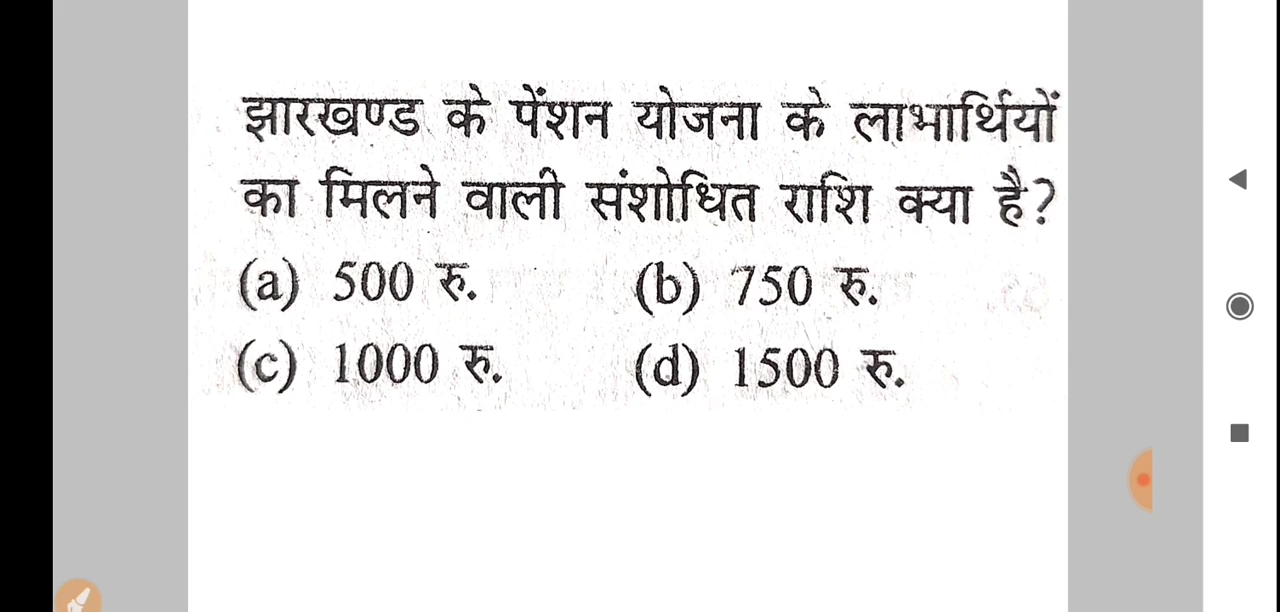 झारखण्ड के पेंशन योजना के लाभार्थियों
का मिलने वाली संशोधित राशि क्या है?
(a) 500 रु. (b) 750 रु.
(c) 1000 रु. (d) 1500 रु.